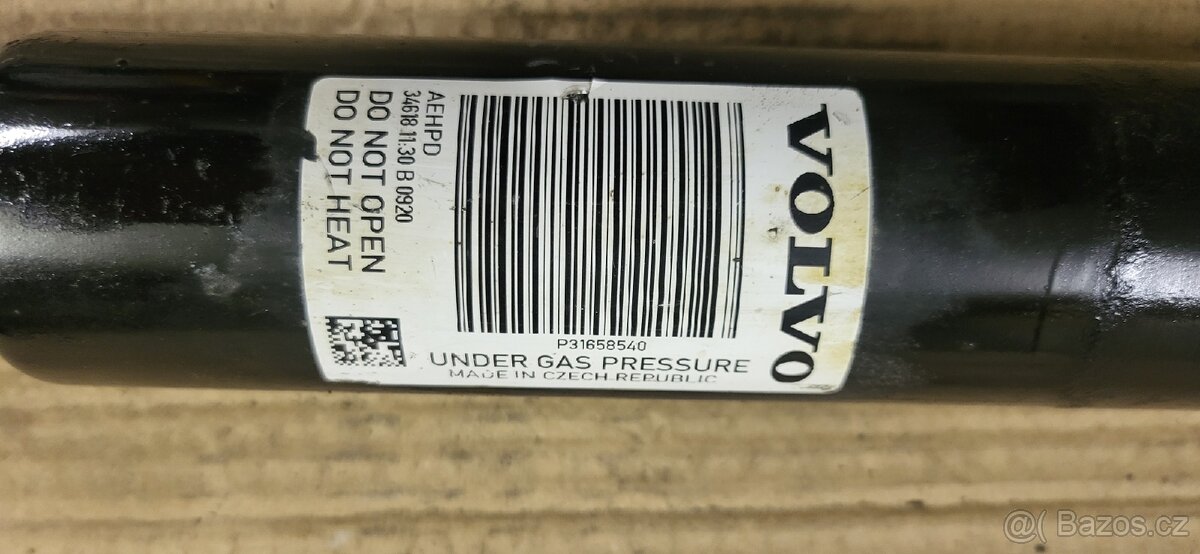 VOLVO
P31658540
UNDER GAS PRESSURE
MADE IN CZECH REPUBLIC
AEHPD
34618 11:30 B 0920
DO NOT OPEN
DO NOT HEAT
@( Bazos.cz